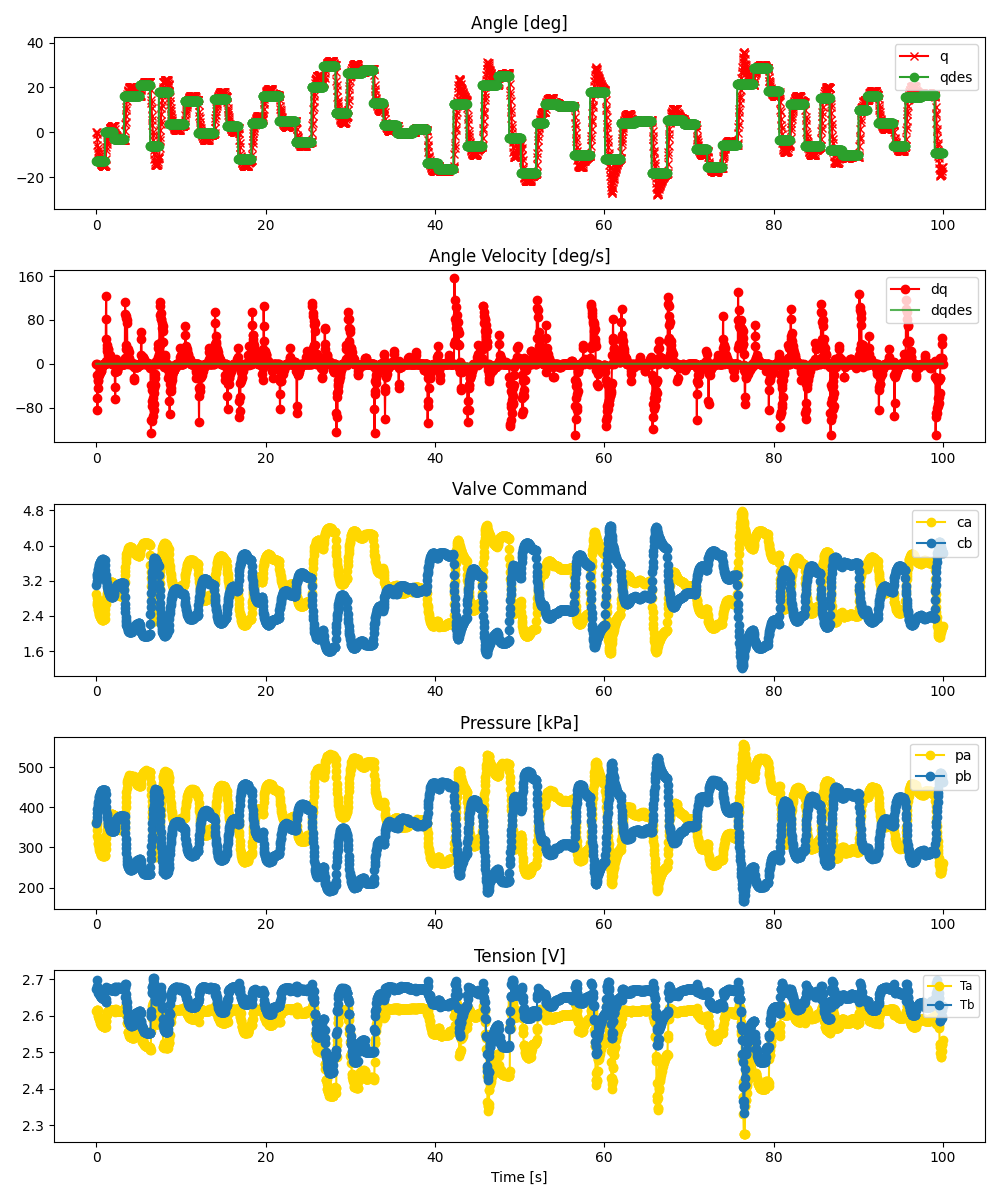 Angle [deg]
40
20
0
−20
q
qdes
0 20 40 60 80 100
Angle Velocity [deg/s]
160
80
0
−80
dq
dqdes
0 20 40 60 80 100
Valve Command
4.8
4.0
3.2
2.4
1.6
ca
cb
0 20 40 60 80 100
Pressure [kPa]
500
400
300
200
pa
pb
0 20 40 60 80 100
Tension [V]
2.7
2.6
2.5
2.4
2.3
Ta
Tb
0 20 40 60 80 100
Time [s]